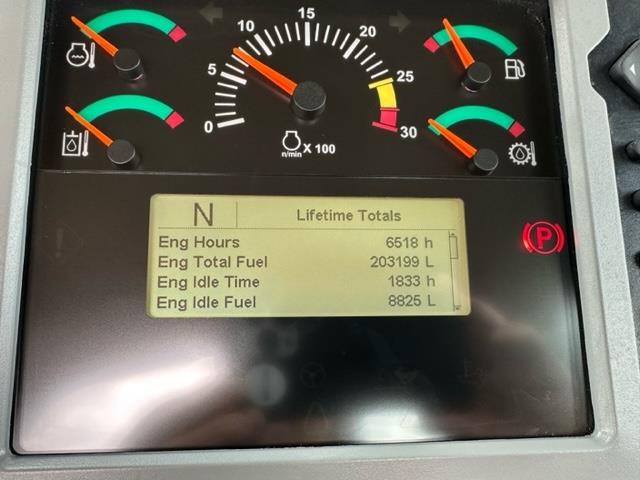 0
5
10
15
20
25
30
n/min X 100
N Lifetime Totals
Eng Hours 6518 h
Eng Total Fuel 203199 L
Eng Idle Time 1833 h
Eng Idle Fuel 8825 L
P